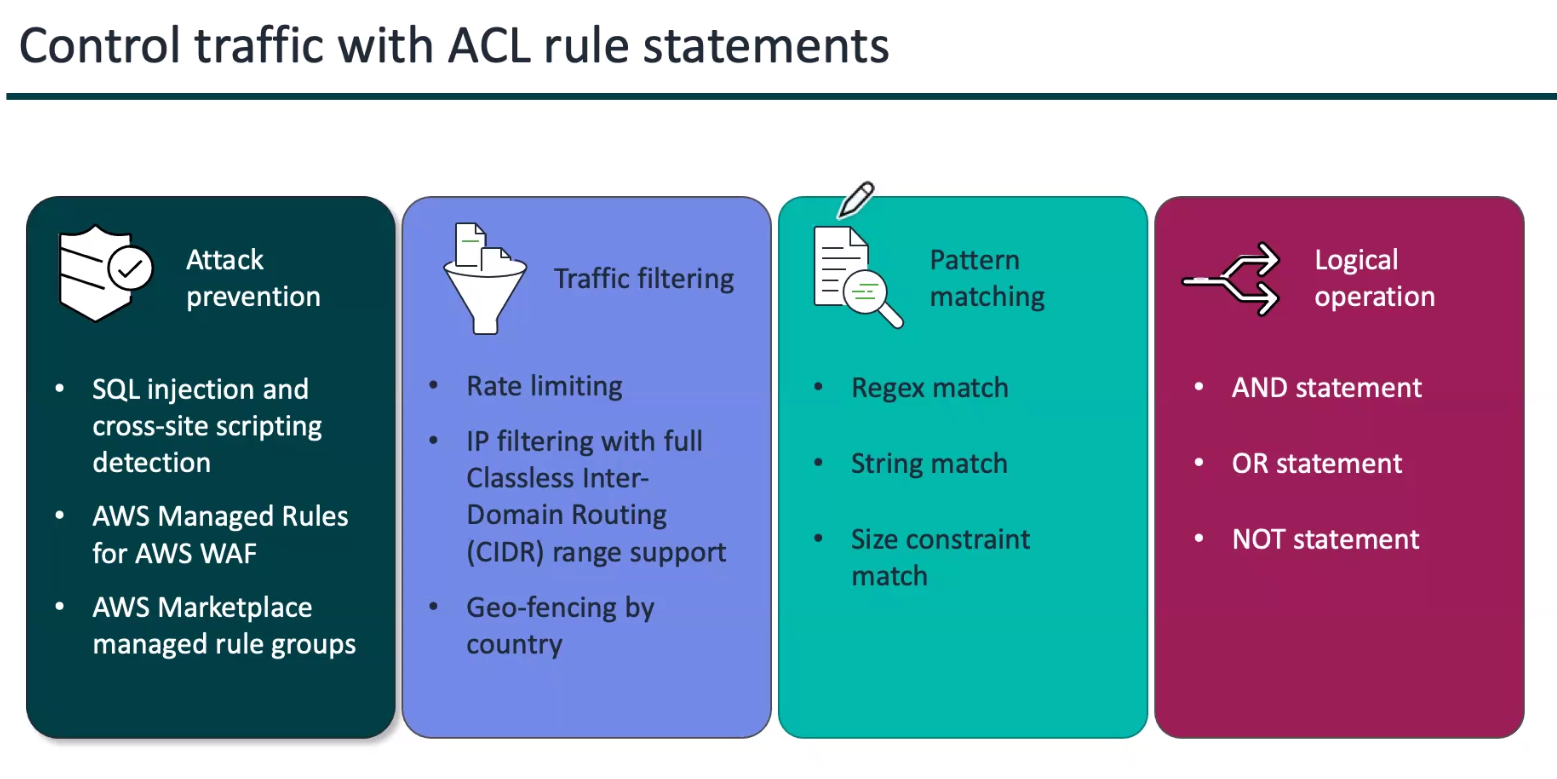 Control traffic with ACL rule statements
Attack
prevention
• SQL injection and
cross-site scripting
detection
• AWS Managed Rules
for AWS WAF
• AWS Marketplace
managed rule groups
Traffic filtering
• Rate limiting
• IP filtering with full
Classless Inter-
Domain Routing
(CIDR) range support
• Geo-fencing by
country
Pattern
matching
• Regex match
• String match
• Size constraint
match
Logical
operation
• AND statement
• OR statement
• NOT statement